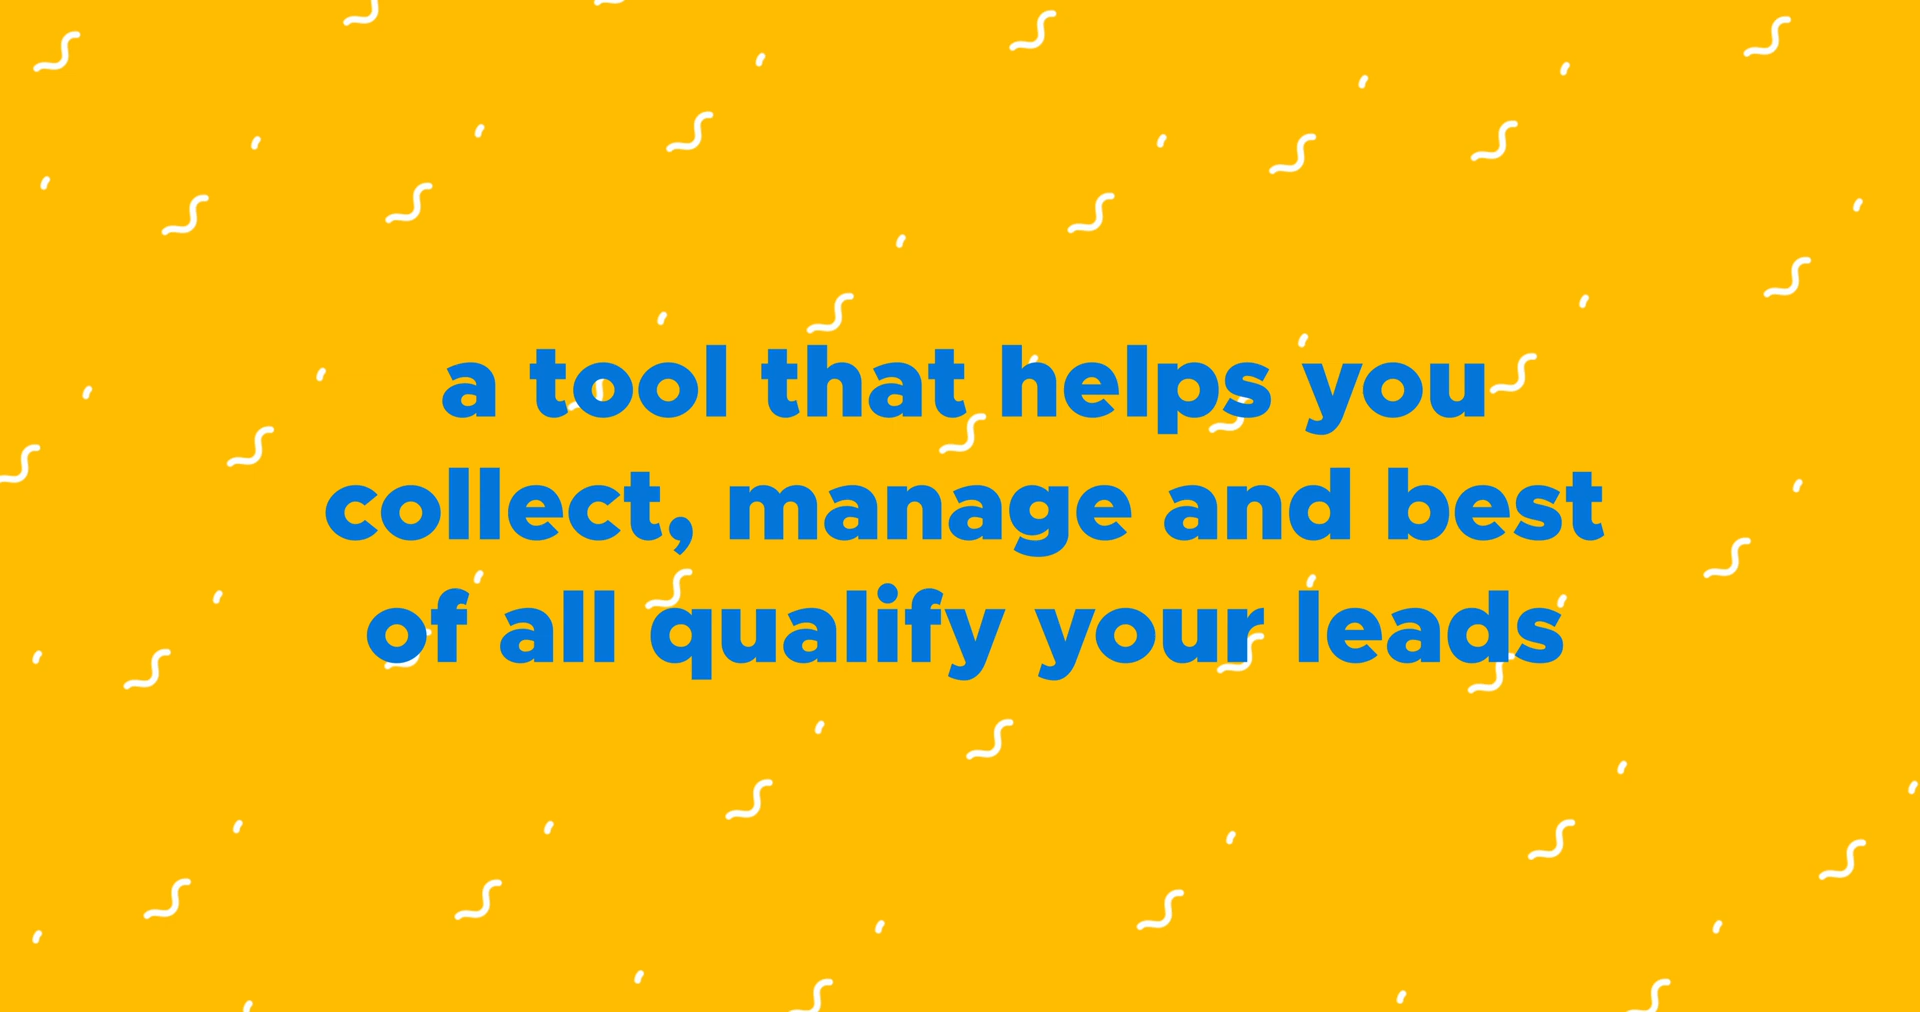 a tool that helps you
collect, manage and best
of all qualify your leads